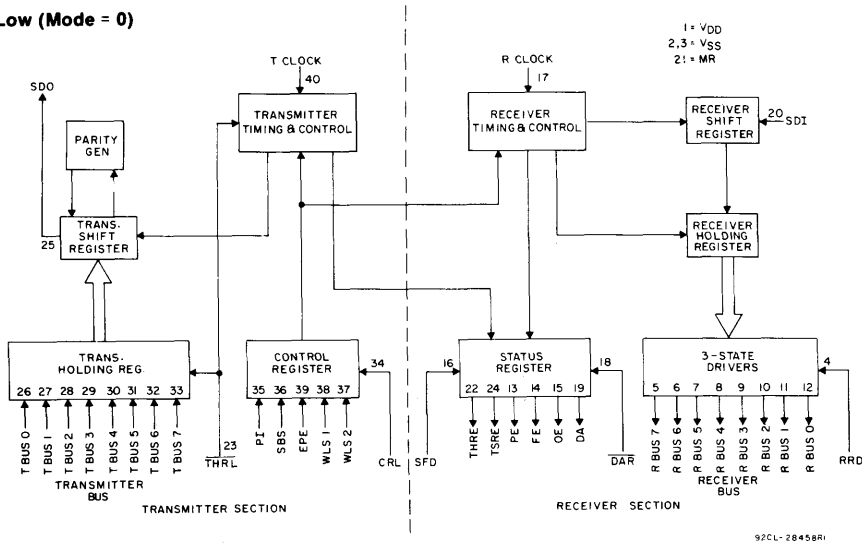 Low (Mode = 0)
1 = VDD
2,3 = VSS
21 = MR
T CLOCK
40
R CLOCK
17
SDO
PARITY
GEN
TRANSMITTER
TIMING & CONTROL
RECEIVER
TIMING & CONTROL
RECEIVER
SHIFT
REGISTER
20
SDI
25
TRANS.
SHIFT
REGISTER
RECEIVER
HOLDING
REGISTER
TRANS.
HOLDING REG.
26 27 28 29 30 31 32 33
T BUS 0
T BUS 1
T BUS 2
T BUS 3
T BUS 4
T BUS 5
T BUS 6
T BUS 7
TRANSMITTER
BUS
23
THRL
CONTROL
REGISTER
34
35 36 39 38 37
PI
SBS
EPE
WLS 1
WLS 2
CRL
16
SFD
STATUS
REGISTER
18
22 24 13 14 15 19
THRE
TSRE
PE
FE
OE
DA
DAR
3-STATE
DRIVERS
4
5 6 7 8 9 10 11 12
R BUS 7
R BUS 6
R BUS 5
R BUS 4
R BUS 3
R BUS 2
R BUS 1
R BUS 0
RECEIVER
BUS
RRD
TRANSMITTER SECTION
RECEIVER SECTION
92CL-28458R1